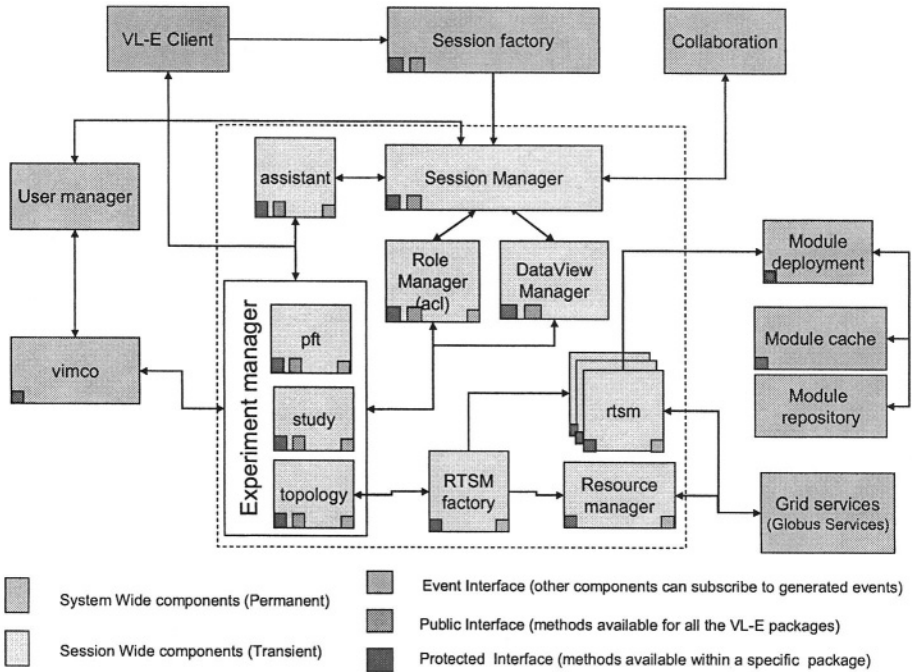 VL-E Client
Session factory
Collaboration
assistant
Session Manager
User manager
Role
Manager
(acl)
DataView
Manager
Module
deployment
Experiment manager
pft
Module cache
vimco
study
rtsm
Module
repository
topology
RTSM
factory
Resource
manager
Grid services
(Globus Services)
System Wide components (Permanent)
Session Wide components (Transient)
Event Interface (other components can subscribe to generated events)
Public Interface (methods available for all the VL-E packages)
Protected Interface (methods available within a specific package)